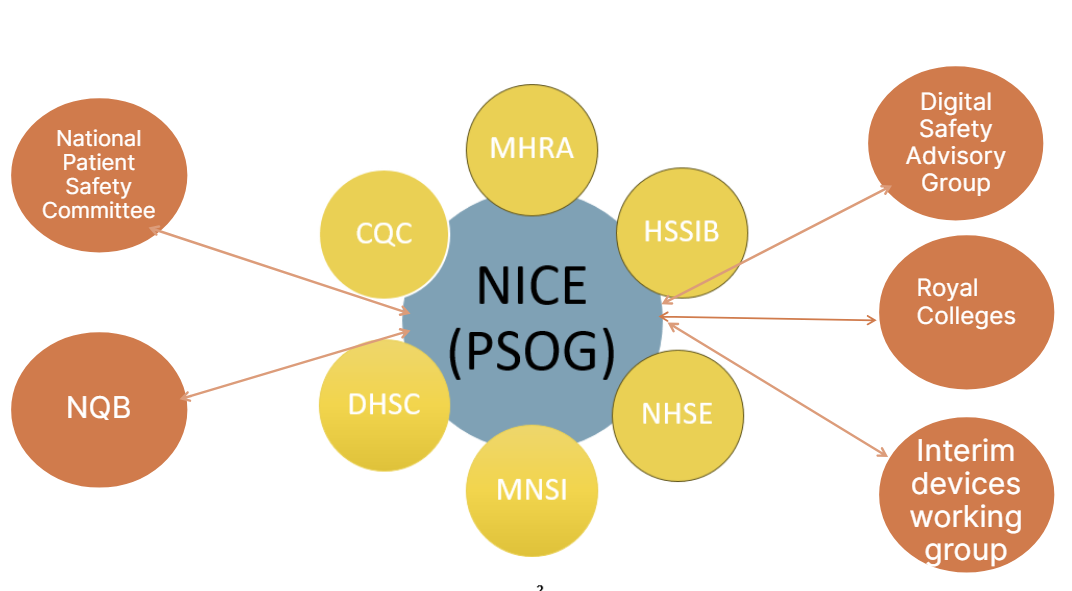 National
Patient
Safety
Committee
NQB
MHRA
CQC
HSSIB
NICE
(PSOG)
DHSC
NHSE
MNSI
Digital
Safety
Advisory
Group
Royal
Colleges
Interim
devices
working
group
2